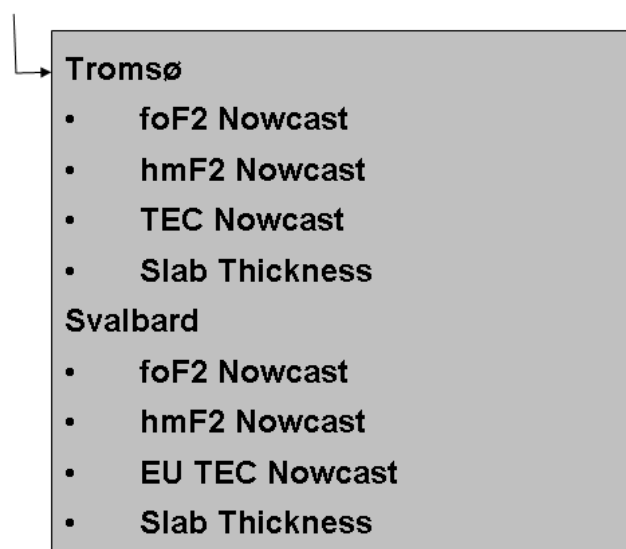 Tromsø
• foF2 Nowcast
• hmF2 Nowcast
• TEC Nowcast
• Slab Thickness
Svalbard
• foF2 Nowcast
• hmF2 Nowcast
• EU TEC Nowcast
• Slab Thickness